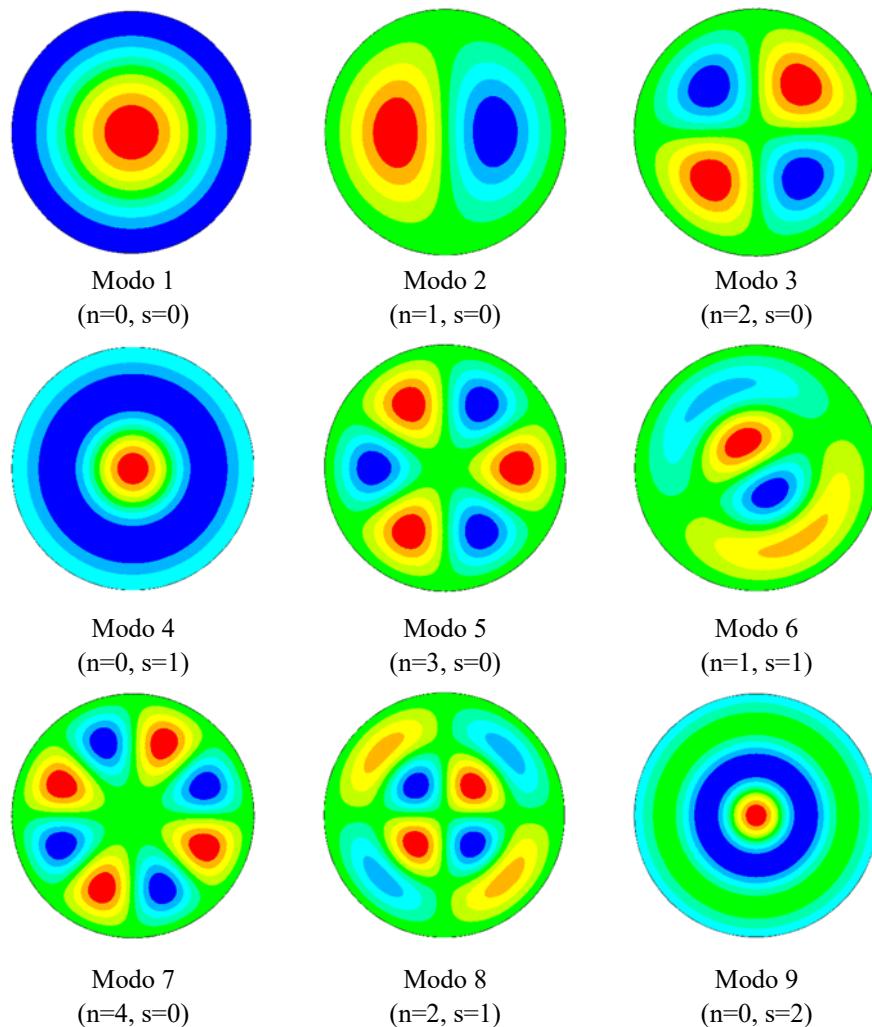 Modo 1
(n=0, s=0)
Modo 2
(n=1, s=0)
Modo 3
(n=2, s=0)
Modo 4
(n=0, s=1)
Modo 5
(n=3, s=0)
Modo 6
(n=1, s=1)
Modo 7
(n=4, s=0)
Modo 8
(n=2, s=1)
Modo 9
(n=0, s=2)